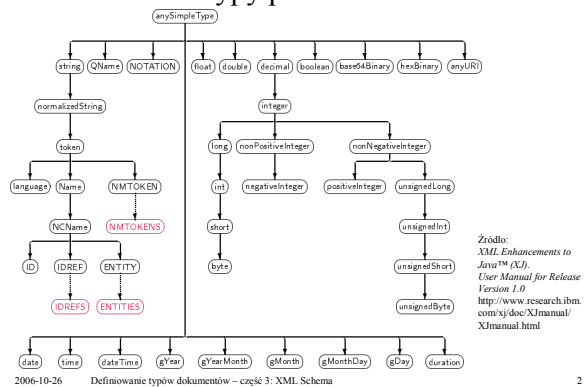 anySimpleType
string QName NOTATION float double decimal boolean base64Binary hexBinary anyURI
normalizedString integer
token long nonPositiveInteger nonNegativeInteger
language Name NMTOKEN int negativeInteger positiveInteger unsignedLong
NCName NMTOKENS short unsignedInt
ID IDREF ENTITY byte unsignedShort
IDREFS ENTITIES unsignedByte
Źródło:
XML Enhancements to
Java™ (XJ).
User Manual for Release
Version 1.0
http://www.research.ibm.
com/xj/doc/XJmanual/
XJmanual.html
date time dateTime gYear gYearMonth gMonth gMonthDay gDay duration
2006-10-26 Definiowanie typów dokumentów – część 3: XML Schema 2